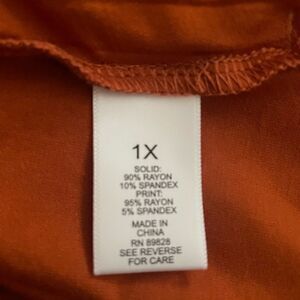 1X
SOLID:
90% RAYON
10% SPANDEX
PRINT:
95% RAYON
5% SPANDEX
MADE IN
CHINA
RN 89828
SEE REVERSE
FOR CARE